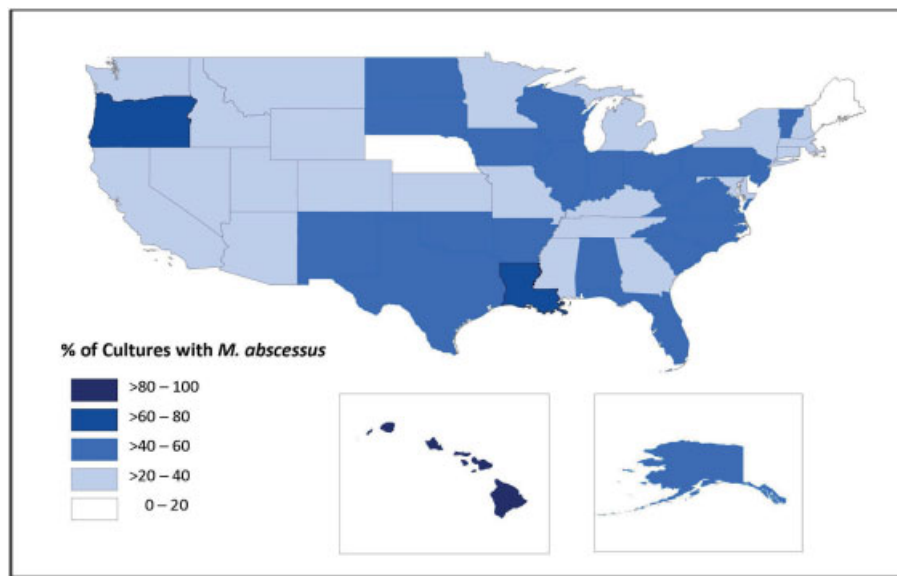 % of Cultures with M. abscessus
>80 – 100
>60 – 80
>40 – 60
>20 – 40
0 – 20